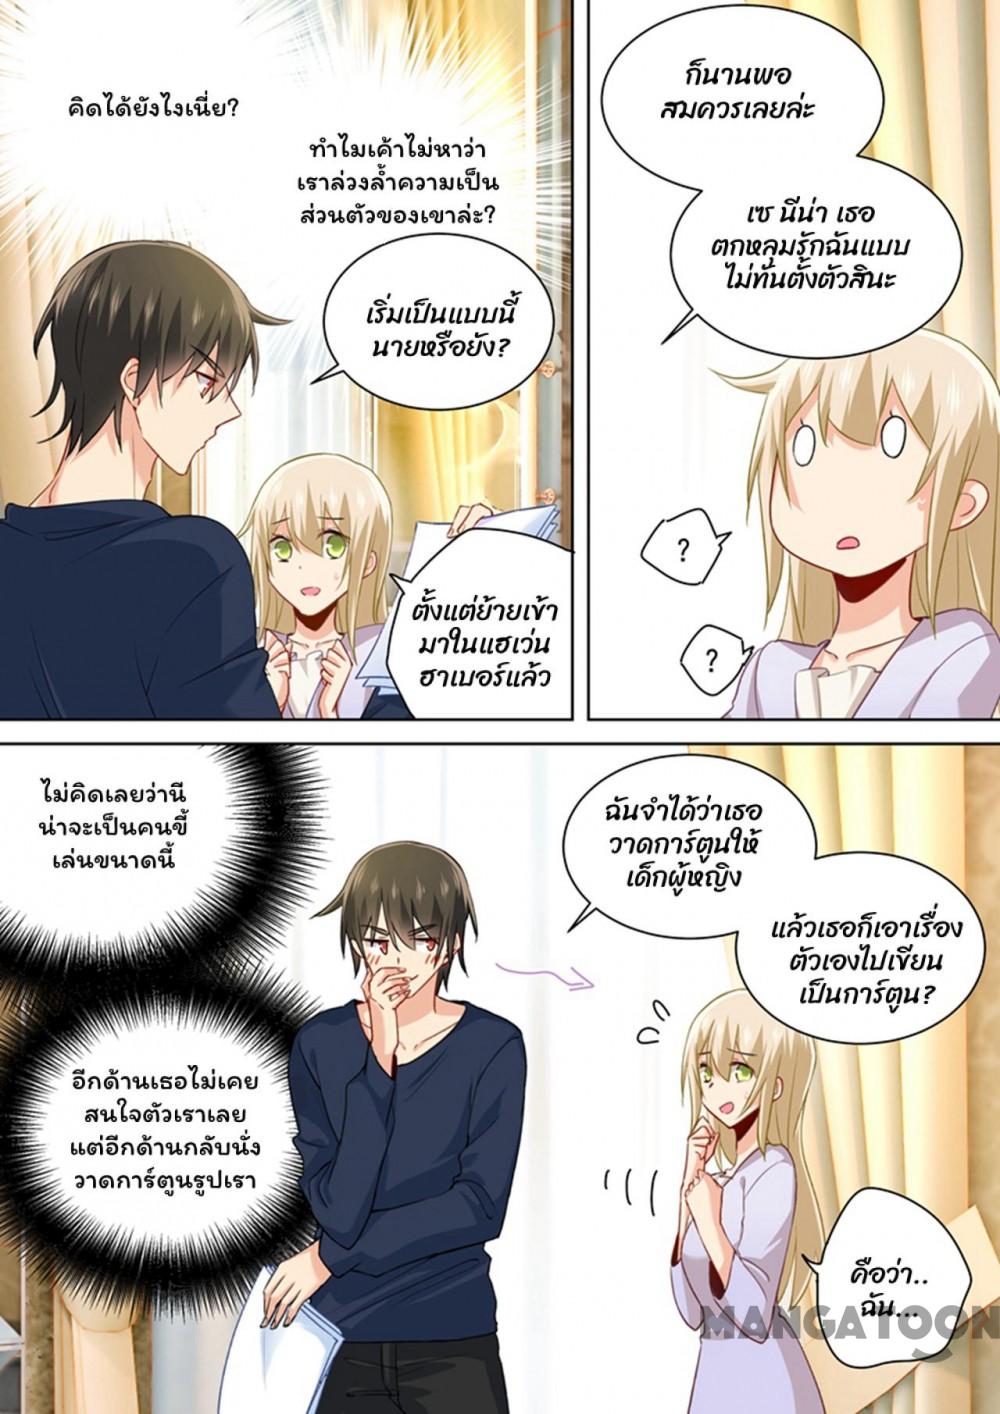 คิดได้ยังไงเนี่ย?
ทำไมเค้าไม่หาว่า
เราล่วงล้ำความเป็น
ส่วนตัวของเขาล่ะ?
เริ่มเป็นแบบนี้
นายหรือยัง?
ตั้งแต่ย้ายเข้า
มาในแฮเว่น
ฮาเบอร์แล้ว
ก็นานพอ
สมควรเลยล่ะ
เซ นีน่า เธอ
ตกหลุมรักฉันแบบ
ไม่ทันตั้งตัวสินะ
?
?
ไม่คิดเลยว่านี
น่าจะเป็นคนขี้
เล่นขนาดนี้
ฉันจำได้ว่าเธอ
วาดการ์ตูนให้
เด็กผู้หญิง
แล้วเธอก็เอาเรื่อง
ตัวเองไปเขียน
เป็นการ์ตูน?
อีกด้านเธอไม่เคย
สนใจตัวเราเลย
แต่อีกด้านกลับนั่ง
วาดการ์ตูนรูปเรา
คือว่า..
ฉัน...
MANGATOON